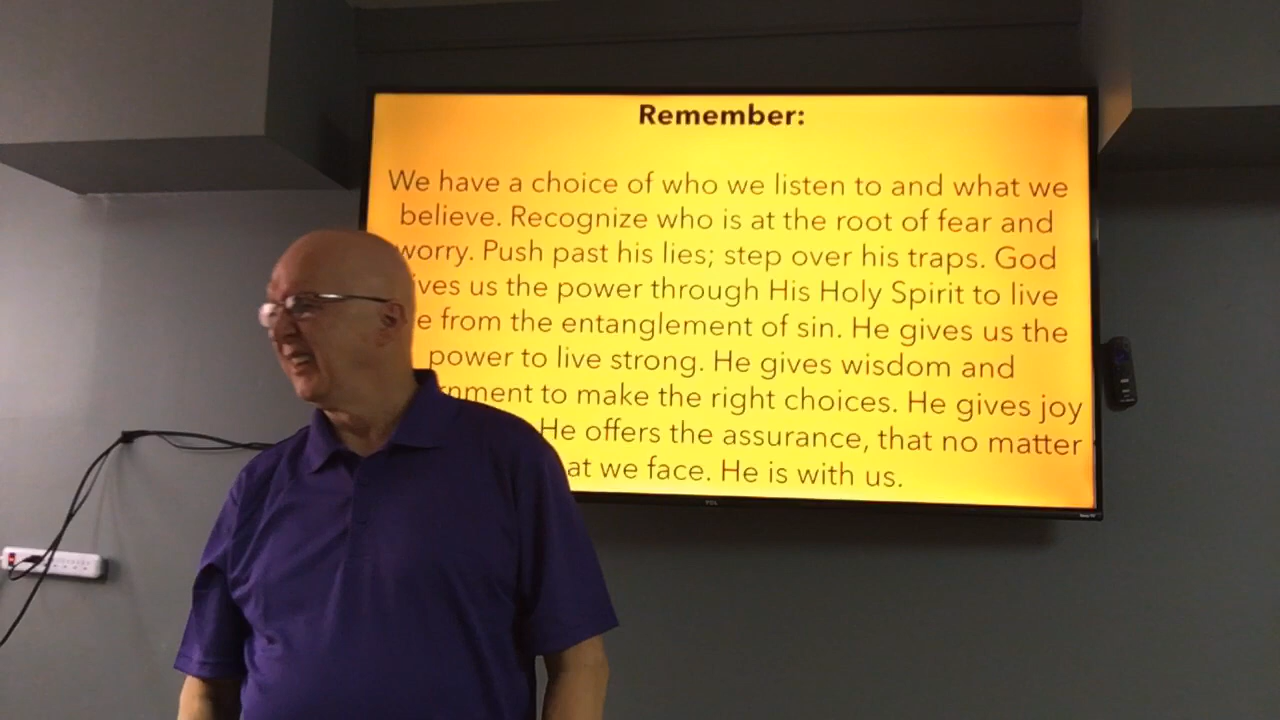 Remember:
We have a choice of who we listen to and what we
believe. Recognize who is at the root of fear and
worry. Push past his lies; step over his traps. God
ives us the power through His Holy Spirit to live
e from the entanglement of sin. He gives us the
power to live strong. He gives wisdom and
rnment to make the right choices. He gives joy
He offers the assurance, that no matter
at we face. He is with us.
TCL